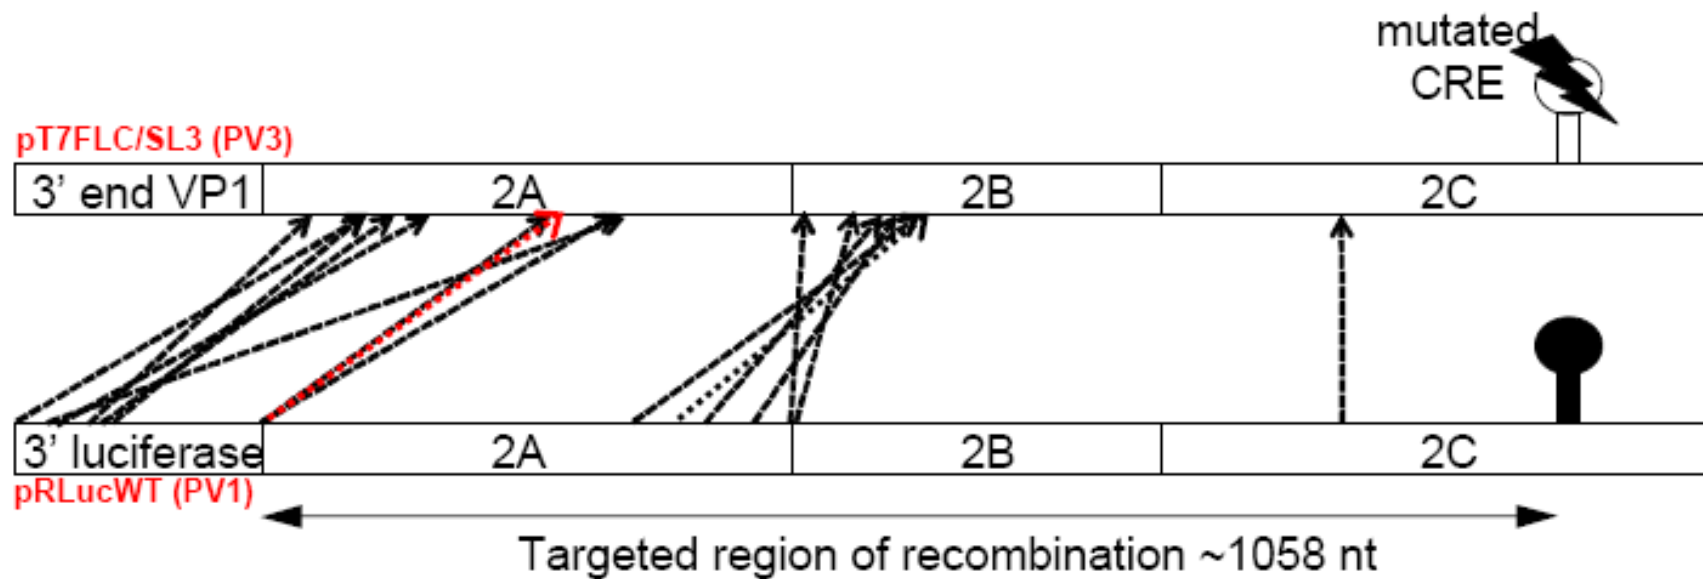 mutated
CRE
pT7FLC/SL3 (PV3)
3' end VP1 2A 2B 2C
3' luciferase 2A 2B 2C
pRLucWT (PV1)
Targeted region of recombination ~1058 nt